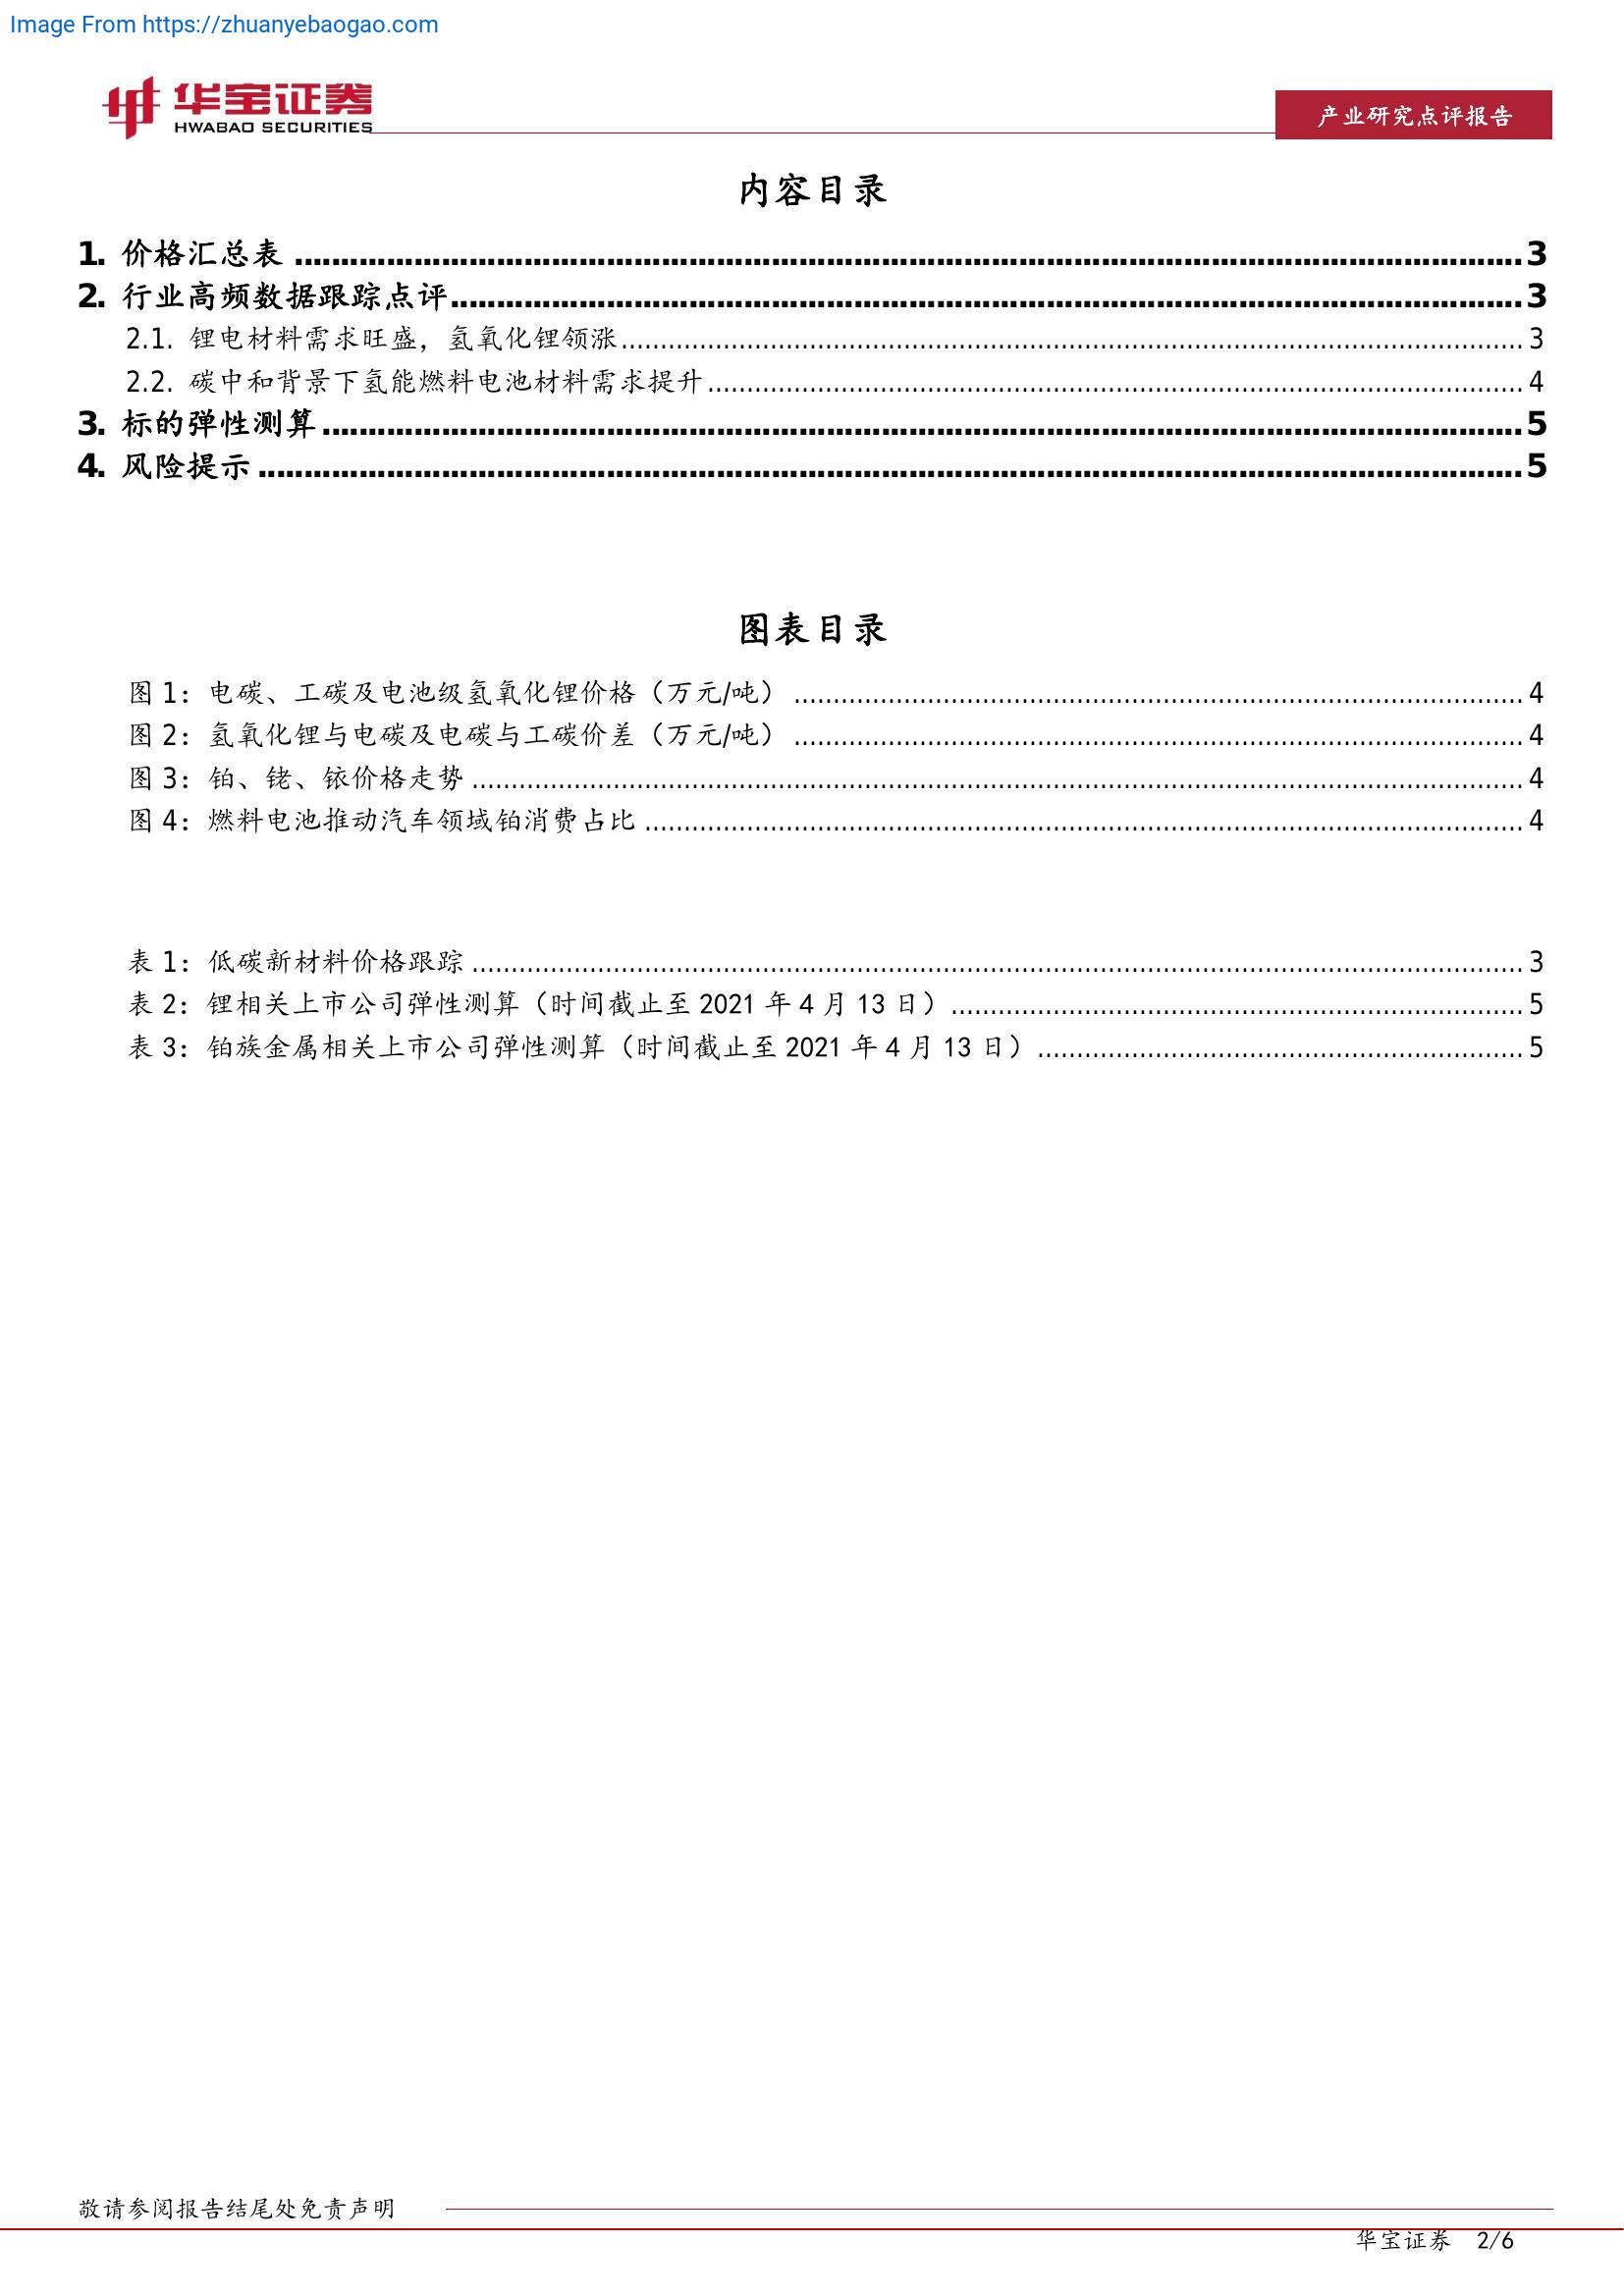 Image From https://zhuanyebaogao.com
华宝证券
HWABAO SECURITIES
产业研究点评报告
内容目录
1. 价格汇总表 ........ 3
2. 行业高频数据跟踪点评 ........ 3
2.1. 锂电材料需求旺盛，氢氧化锂领涨 ........ 3
2.2. 碳中和背景下氢能燃料电池材料需求提升 ........ 4
3. 标的弹性测算 ........ 5
4. 风险提示 ........ 5
图表目录
图 1：电碳、工碳及电池级氢氧化锂价格（万元/吨） ........ 4
图 2：氢氧化锂与电碳及电碳与工碳价差（万元/吨） ........ 4
图 3：铂、铑、铱价格走势 ........ 4
图 4：燃料电池推动汽车领域铂消费占比 ........ 4
表 1：低碳新材料价格跟踪 ........ 3
表 2：锂相关上市公司弹性测算（时间截止至 2021 年 4 月 13 日） ........ 5
表 3：铂族金属相关上市公司弹性测算（时间截止至 2021 年 4 月 13 日） ........ 5
敬请参阅报告结尾处免责声明
华宝证券 2/6